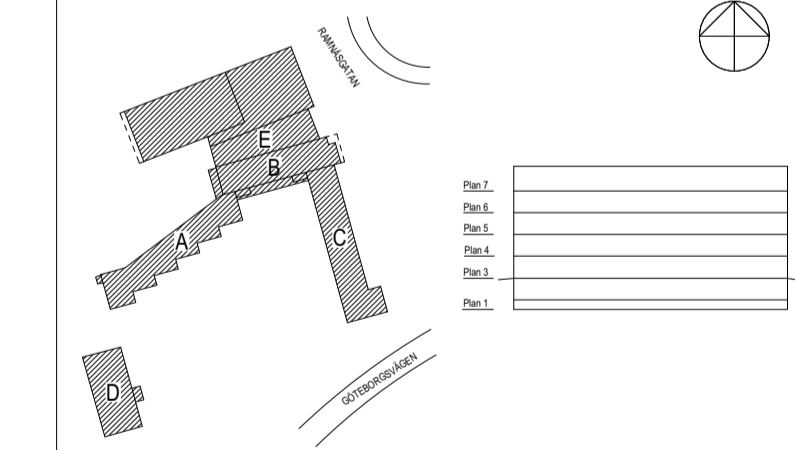 RAMNÅSGATAN
E
B
A
C
D
GÖTEBORGSVÄGEN
Plan 7
Plan 6
Plan 5
Plan 4
Plan 3
Plan 1